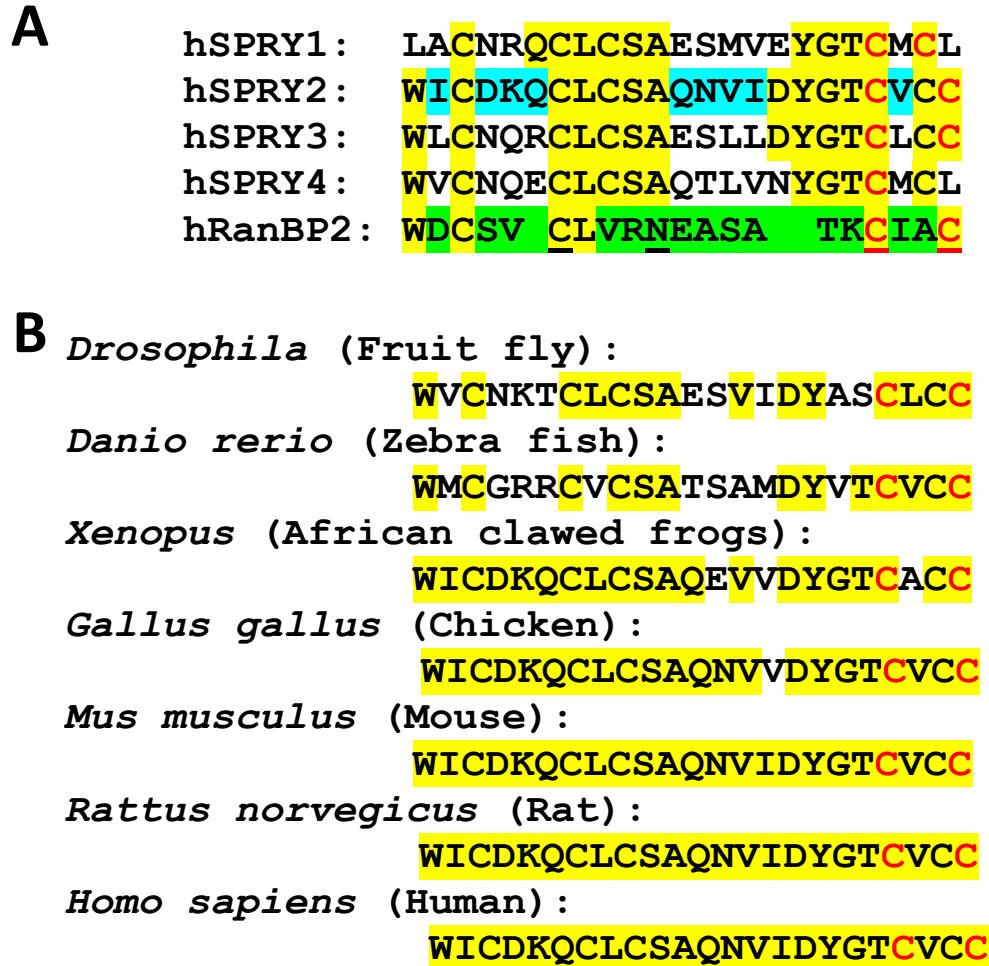 A
hSPRY1: LACNRQCLCSAESMVEYGTCMCL
hSPRY2: WICDKQCLCSAQNVIDYGTCVCC
hSPRY3: WLCNQRCLCSAESLLDYGTCLCC
hSPRY4: WVCNQECLCSAQTLVNYGTCMCL
hRanBP2: WDCSV CLVRNEASA TKCIAC
B
Drosophila (Fruit fly):
WVCNKTCLCSAESVIDYASCLCC
Danio rerio (Zebra fish):
WMCGRRCVCSATSAMDYVTCVCC
Xenopus (African clawed frogs):
WICDKQCLCSAQEVVDYGTCACC
Gallus gallus (Chicken):
WICDKQCLCSAQNVVDYGTCVCC
Mus musculus (Mouse):
WICDKQCLCSAQNVIDYGTCVCC
Rattus norvegicus (Rat):
WICDKQCLCSAQNVIDYGTCVCC
Homo sapiens (Human):
WICDKQCLCSAQNVIDYGTCVCC